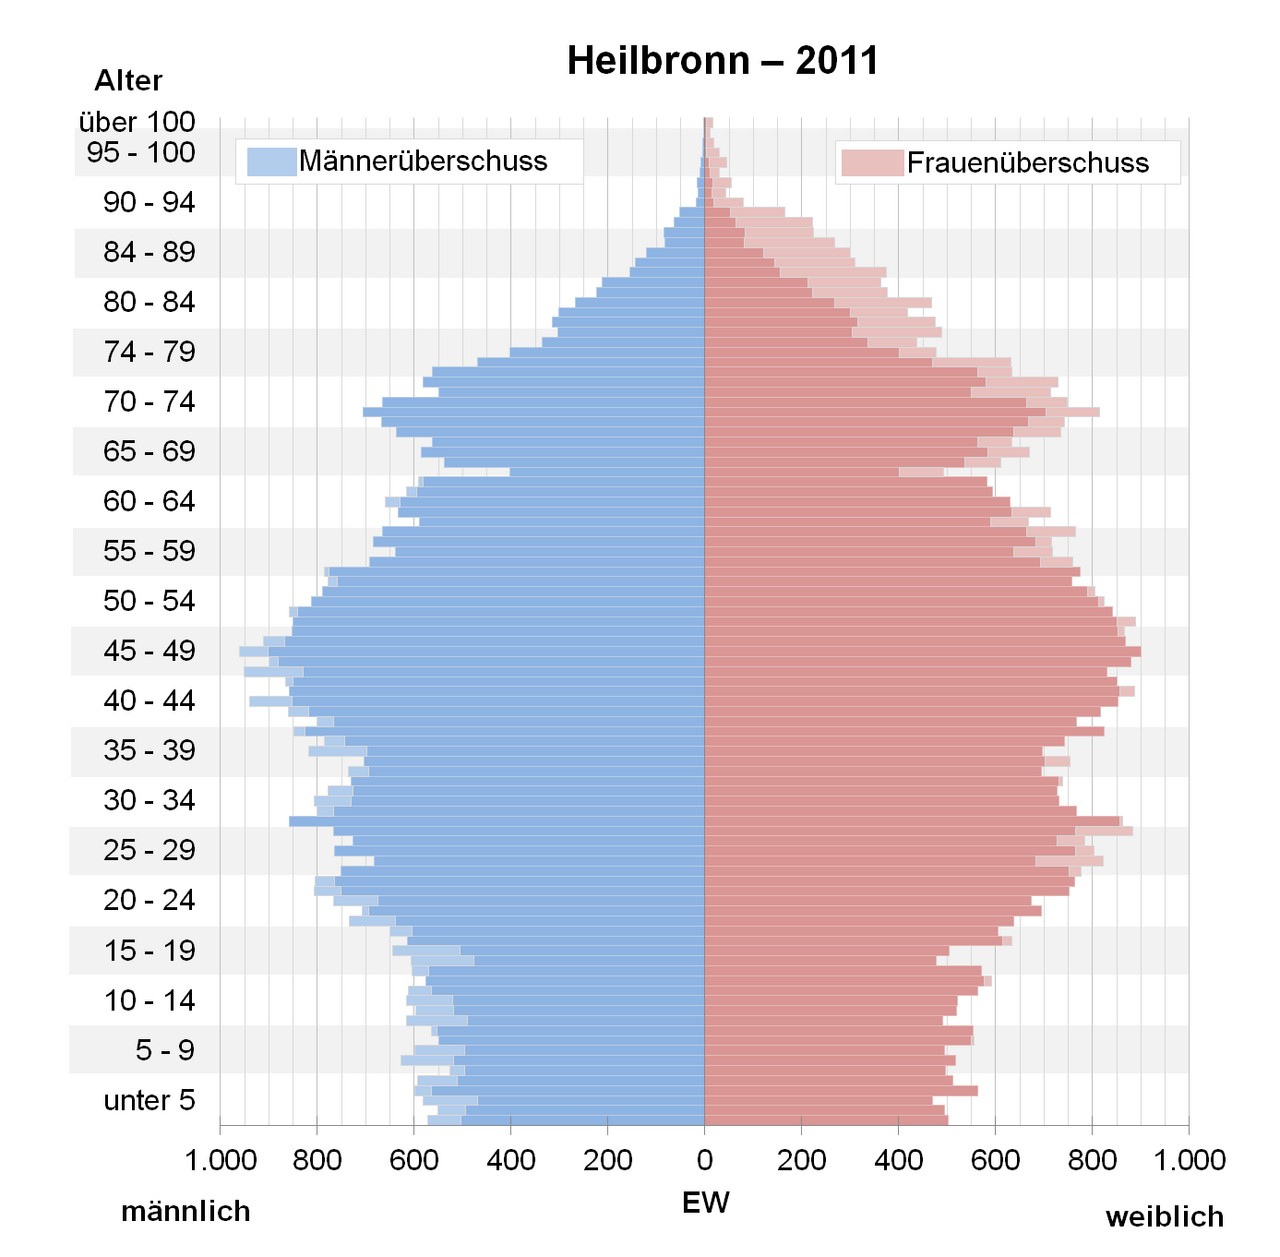 Heilbronn – 2011
Alter
über 100
95 - 100
90 - 94
84 - 89
80 - 84
74 - 79
70 - 74
65 - 69
60 - 64
55 - 59
50 - 54
45 - 49
40 - 44
35 - 39
30 - 34
25 - 29
20 - 24
15 - 19
10 - 14
5 - 9
unter 5
Männerüberschuss
Frauenüberschuss
1.000 800 600 400 200 0 200 400 600 800 1.000
männlich EW weiblich